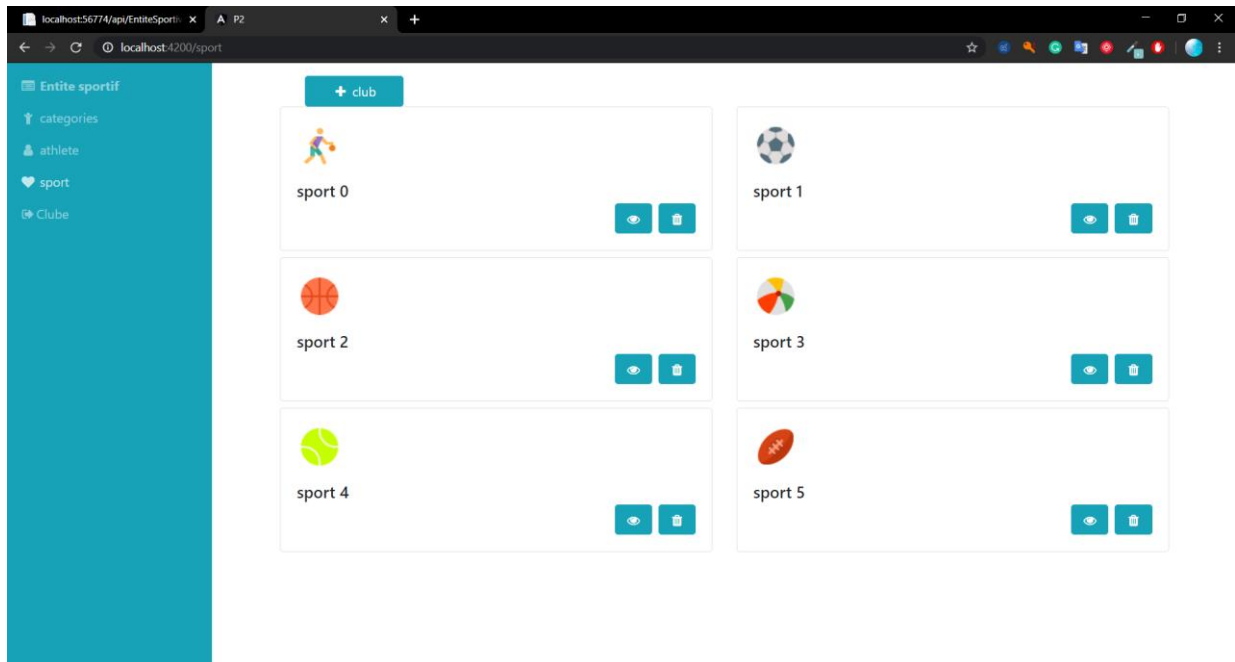 localhost:56774/api/EntiteSportiv
P2
localhost:4200/sport
Entite sportif
categories
athlete
sport
Clube
+ club
sport 0
sport 1
sport 2
sport 3
sport 4
sport 5